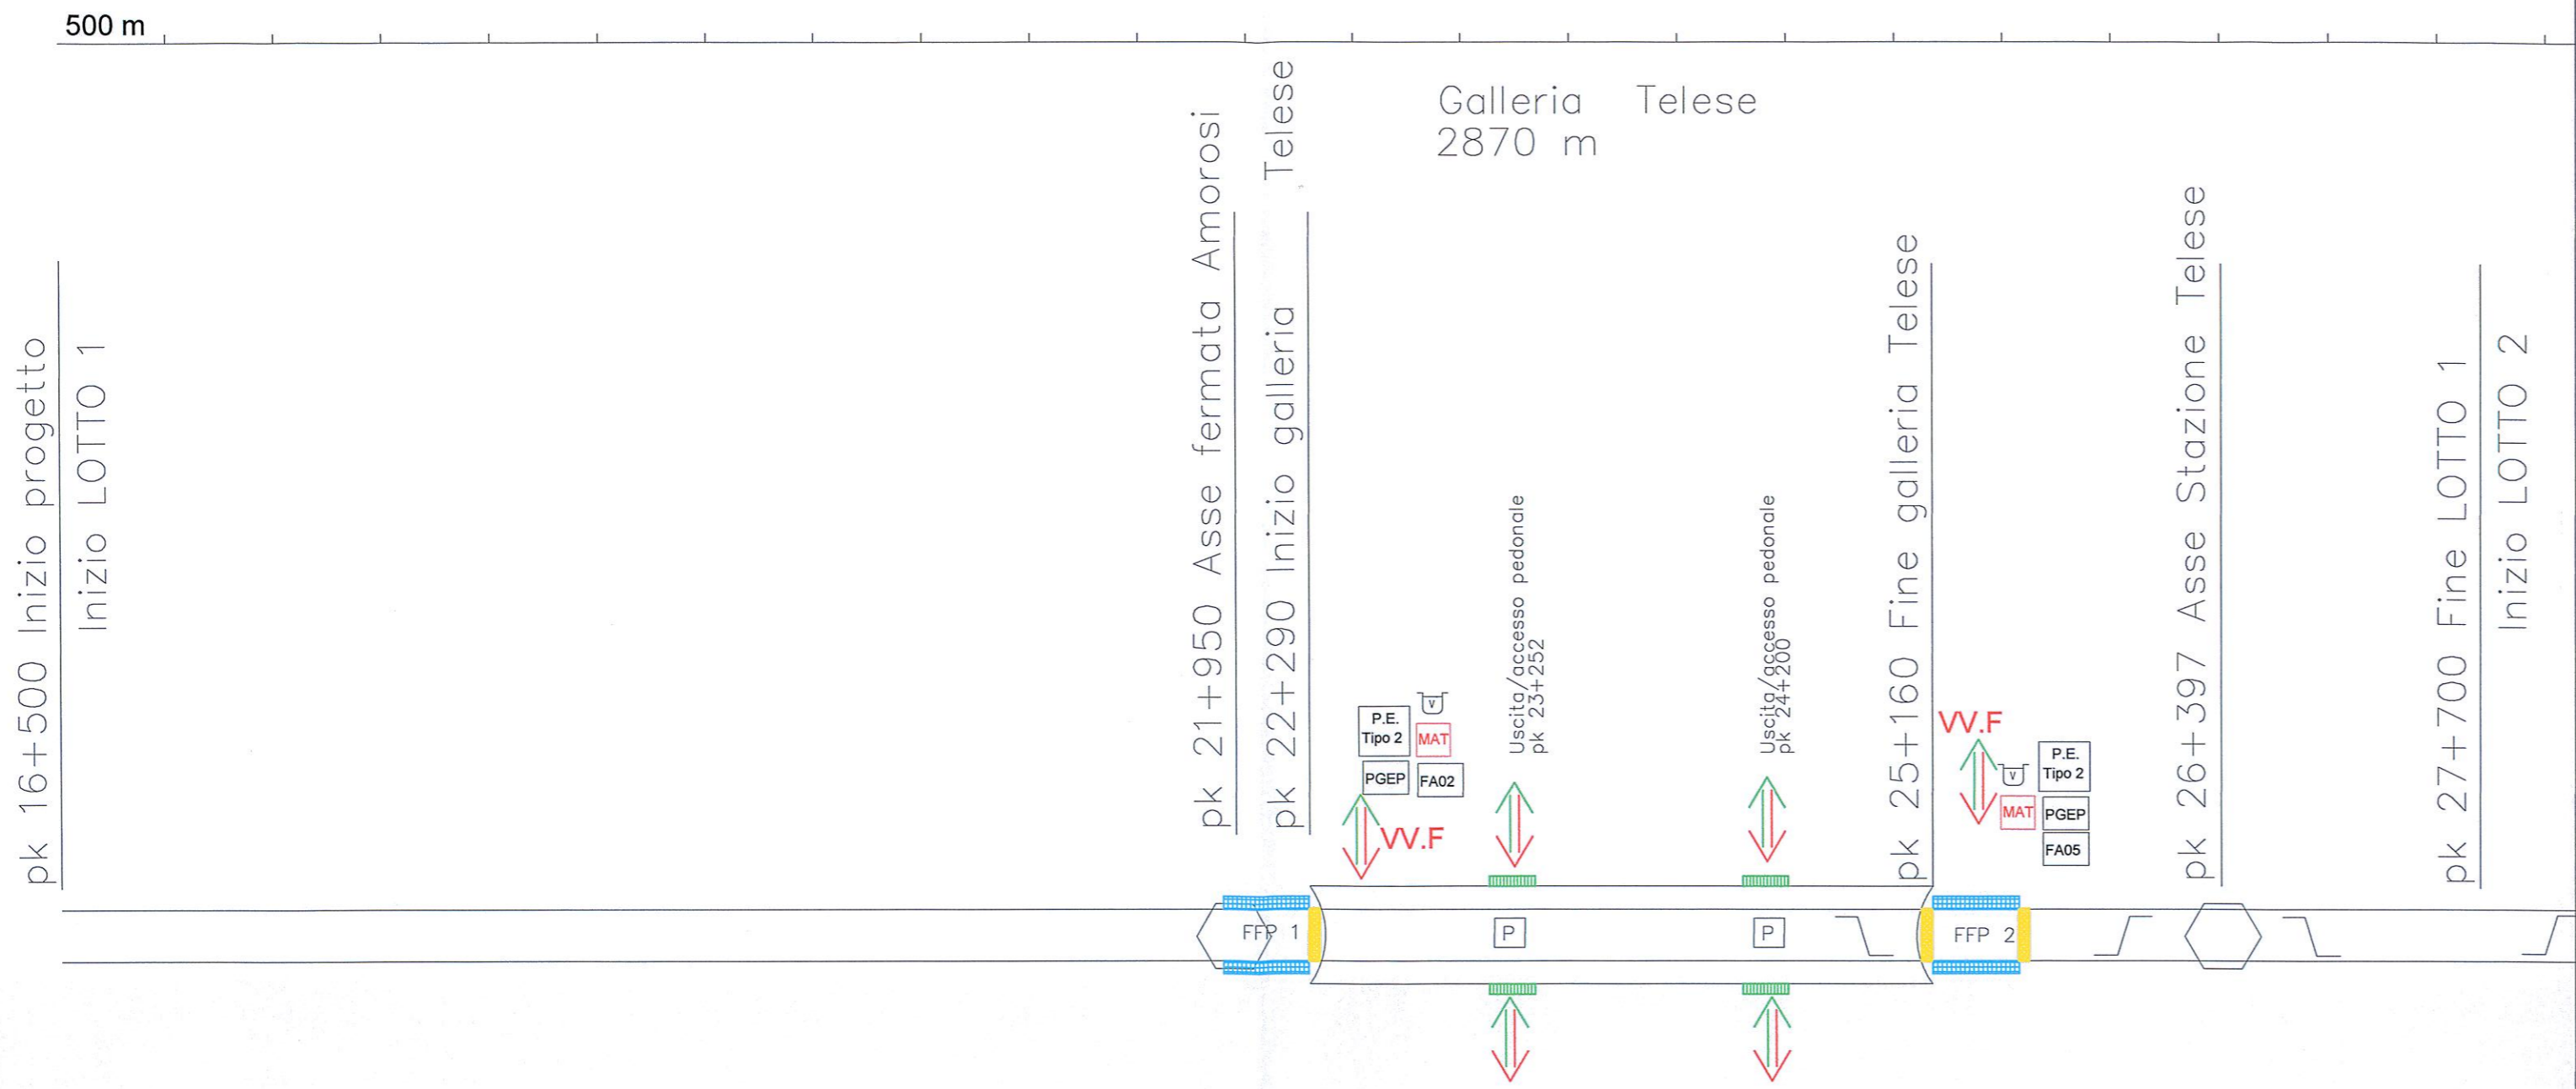 500 m
Galleria Telese
2870 m
pk 16+500 Inizio progetto
Inizio LOTTO 1
pk 21+950 Asse fermata Amorosi
pk 22+290 Inizio galleria Telese
Uscita/accesso pedonale
pk 23+252
Uscita/accesso pedonale
pk 24+200
pk 25+160 Fine galleria Telese
pk 26+397 Asse Stazione Telese
pk 27+700 Fine LOTTO 1
Inizio LOTTO 2
P.E.
Tipo 2
V
MAT
PGEP
FA02
VV.F
VV.F
V
P.E.
Tipo 2
MAT
PGEP
FA05
FFP 1
P
P
FFP 2